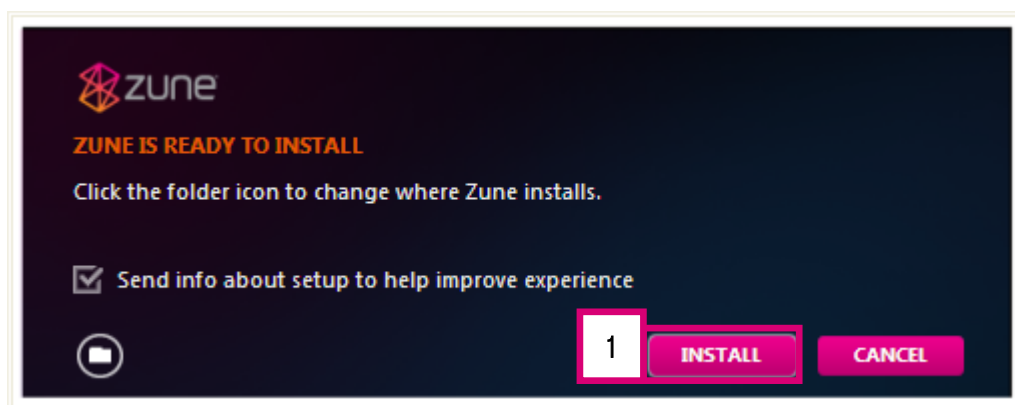 zune
ZUNE IS READY TO INSTALL
Click the folder icon to change where Zune installs.
Send info about setup to help improve experience
1 INSTALL CANCEL